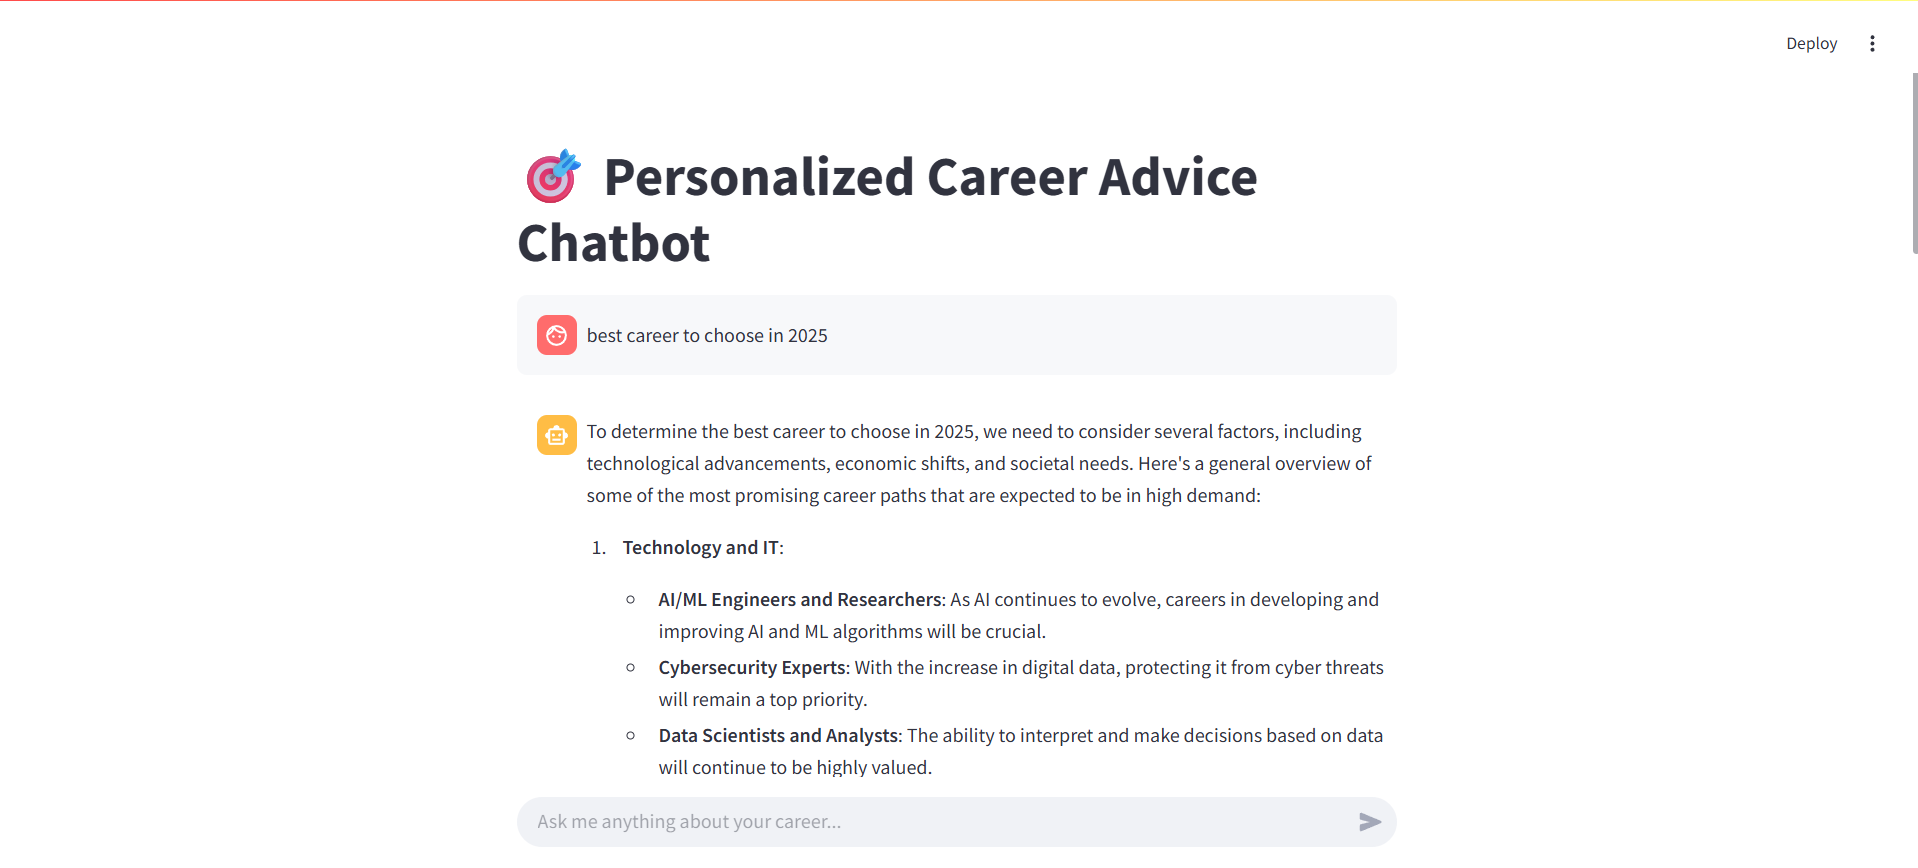 Deploy
Personalized Career Advice
Chatbot
best career to choose in 2025
To determine the best career to choose in 2025, we need to consider several factors, including
technological advancements, economic shifts, and societal needs. Here's a general overview of
some of the most promising career paths that are expected to be in high demand:
1. Technology and IT:
○ AI/ML Engineers and Researchers: As AI continues to evolve, careers in developing and
improving AI and ML algorithms will be crucial.
○ Cybersecurity Experts: With the increase in digital data, protecting it from cyber threats
will remain a top priority.
○ Data Scientists and Analysts: The ability to interpret and make decisions based on data
will continue to be highly valued.
Ask me anything about your career...